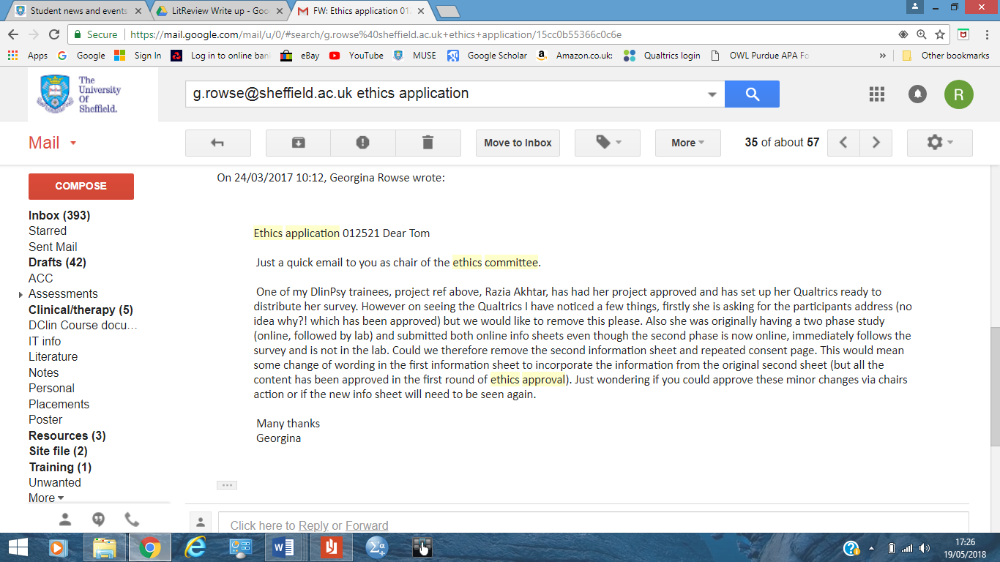 Student news and events
LitReview Write up - Goo
FW: Ethics application 01
Secure https://mail.google.com/mail/u/0/#search/g.rowse%40sheffield.ac.uk+ethics+application/15cc0b55366c0c6e
Apps Google Sign In Log in to online ban eBay YouTube MUSE Google Scholar Amazon.co.uk: Qualtrics login OWL Purdue APA Fo » Other bookmarks
The
University
Of
Sheffield.
g.rowse@sheffield.ac.uk ethics application
R
Mail
Move to Inbox
More
35 of about 57
COMPOSE
Inbox (393)
Starred
Sent Mail
Drafts (42)
ACC
Assessments
Clinical/therapy (5)
DClin Course docu…
IT info
Literature
Notes
Personal
Placements
Poster
Resources (3)
Site file (2)
Training (1)
Unwanted
More
On 24/03/2017 10:12, Georgina Rowse wrote:
Ethics application 012521 Dear Tom
Just a quick email to you as chair of the ethics committee.
One of my DlinPsy trainees, project ref above, Razia Akhtar, has had her project approved and has set up her Qualtrics ready to
distribute her survey. However on seeing the Qualtrics I have noticed a few things, firstly she is asking for the participants address (no
idea why?! which has been approved) but we would like to remove this please. Also she was originally having a two phase study
(online, followed by lab) and submitted both online info sheets even though the second phase is now online, immediately follows the
survey and is not in the lab. Could we therefore remove the second information sheet and repeated consent page. This would mean
some change of wording in the first information sheet to incorporate the information from the original second sheet (but all the
content has been approved in the first round of ethics approval). Just wondering if you could approve these minor changes via chairs
action or if the new info sheet will need to be seen again.
Many thanks
Georgina
Click here to Reply or Forward
17:26
19/05/2018